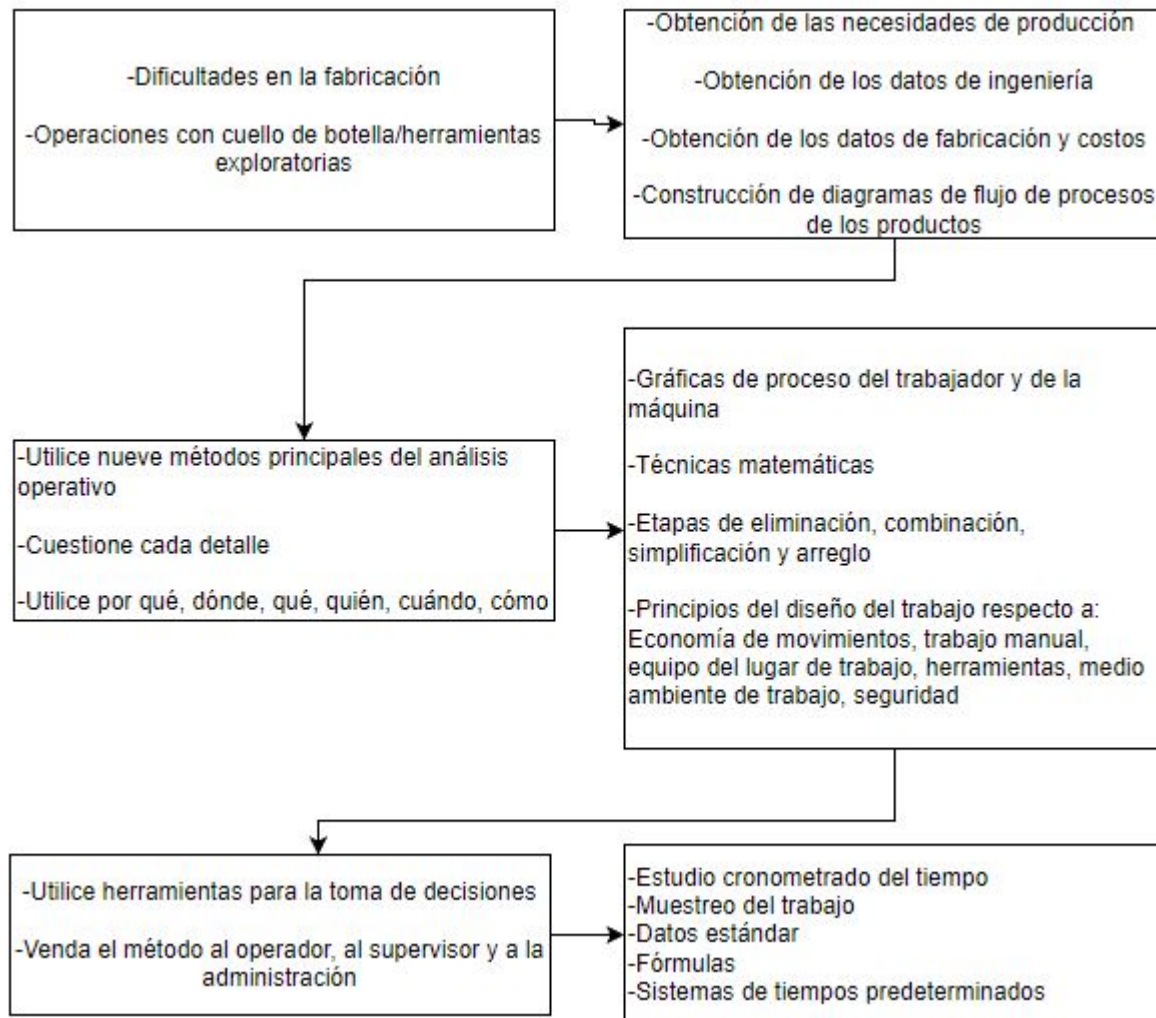 -Dificultades en la fabricación
-Operaciones con cuello de botella/herramientas
exploratorias
-Obtención de las necesidades de producción
-Obtención de los datos de ingeniería
-Obtención de los datos de fabricación y costos
-Construcción de diagramas de flujo de procesos
de los productos
-Utilice nueve métodos principales del análisis
operativo
-Cuestione cada detalle
-Utilice por qué, dónde, qué, quién, cuándo, cómo
-Gráficas de proceso del trabajador y de la
máquina
-Técnicas matemáticas
-Etapas de eliminación, combinación,
simplificación y arreglo
-Principios del diseño del trabajo respecto a:
Economía de movimientos, trabajo manual,
equipo del lugar de trabajo, herramientas, medio
ambiente de trabajo, seguridad
-Utilice herramientas para la toma de decisiones
-Venda el método al operador, al supervisor y a la
administración
-Estudio cronometrado del tiempo
-Muestreo del trabajo
-Datos estándar
-Fórmulas
-Sistemas de tiempos predeterminados